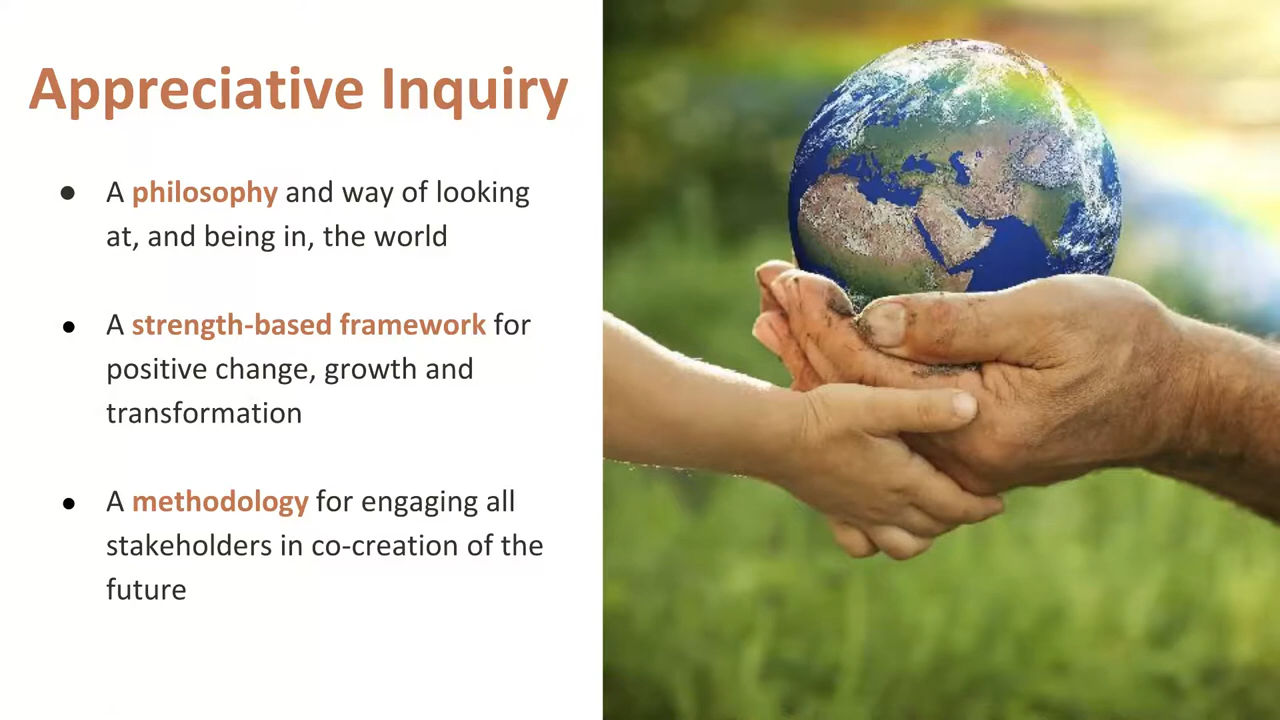 Appreciative Inquiry
● A philosophy and way of looking
at, and being in, the world
● A strength-based framework for
positive change, growth and
transformation
● A methodology for engaging all
stakeholders in co-creation of the
future